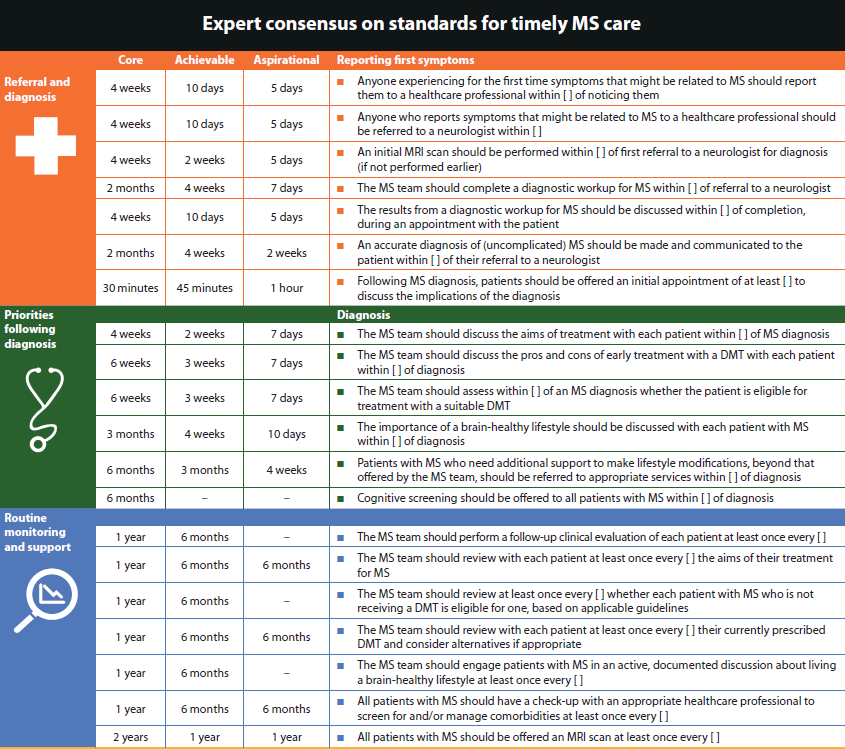 Expert consensus on standards for timely MS care
Core Achievable Aspirational Reporting first symptoms
Referral and
diagnosis
4 weeks 10 days 5 days ■ Anyone experiencing for the first time symptoms that might be related to MS should report
them to a healthcare professional within [ ] of noticing them
4 weeks 10 days 5 days ■ Anyone who reports symptoms that might be related to MS to a healthcare professional should
be referred to a neurologist within [ ]
4 weeks 2 weeks 5 days ■ An initial MRI scan should be performed within [ ] of first referral to a neurologist for diagnosis
(if not performed earlier)
2 months 4 weeks 7 days ■ The MS team should complete a diagnostic workup for MS within [ ] of referral to a neurologist
4 weeks 10 days 5 days ■ The results from a diagnostic workup for MS should be discussed within [ ] of completion,
during an appointment with the patient
2 months 4 weeks 2 weeks ■ An accurate diagnosis of (uncomplicated) MS should be made and communicated to the
patient within [ ] of their referral to a neurologist
30 minutes 45 minutes 1 hour ■ Following MS diagnosis, patients should be offered an initial appointment of at least [ ] to
discuss the implications of the diagnosis
Priorities
following
diagnosis
Diagnosis
4 weeks 2 weeks 7 days ■ The MS team should discuss the aims of treatment with each patient within [ ] of MS diagnosis
6 weeks 3 weeks 7 days ■ The MS team should discuss the pros and cons of early treatment with a DMT with each patient
within [ ] of diagnosis
6 weeks 3 weeks 7 days ■ The MS team should assess within [ ] of an MS diagnosis whether the patient is eligible for
treatment with a suitable DMT
3 months 4 weeks 10 days ■ The importance of a brain-healthy lifestyle should be discussed with each patient with MS
within [ ] of diagnosis
6 months 3 months 4 weeks ■ Patients with MS who need additional support to make lifestyle modifications, beyond that
offered by the MS team, should be referred to appropriate services within [ ] of diagnosis
6 months – – ■ Cognitive screening should be offered to all patients with MS within [ ] of diagnosis
Routine
monitoring
and support
1 year 6 months – ■ The MS team should perform a follow-up clinical evaluation of each patient at least once every [ ]
1 year 6 months 6 months ■ The MS team should review with each patient at least once every [ ] the aims of their treatment
for MS
1 year 6 months – ■ The MS team should review at least once every [ ] whether each patient with MS who is not
receiving a DMT is eligible for one, based on applicable guidelines
1 year 6 months 6 months ■ The MS team should review with each patient at least once every [ ] their currently prescribed
DMT and consider alternatives if appropriate
1 year 6 months – ■ The MS team should engage patients with MS in an active, documented discussion about living
a brain-healthy lifestyle at least once every [ ]
1 year 6 months 6 months ■ All patients with MS should have a check-up with an appropriate healthcare professional to
screen for and/or manage comorbidities at least once every [ ]
2 years 1 year 1 year ■ All patients with MS should be offered an MRI scan at least once every [ ]